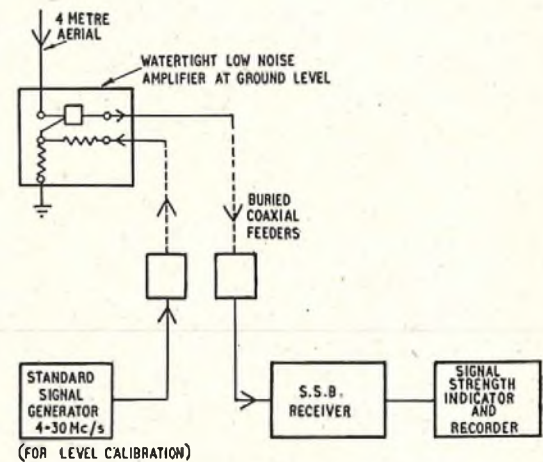 4 METRE
AERIAL
WATERTIGHT LOW NOISE
AMPLIFIER AT GROUND LEVEL
BURIED
COAXIAL
FEEDERS
STANDARD
SIGNAL
GENERATOR
4-30 Mc/s
(FOR LEVEL CALIBRATION)
S.S.B.
RECEIVER
SIGNAL
STRENGTH
INDICATOR
AND
RECORDER